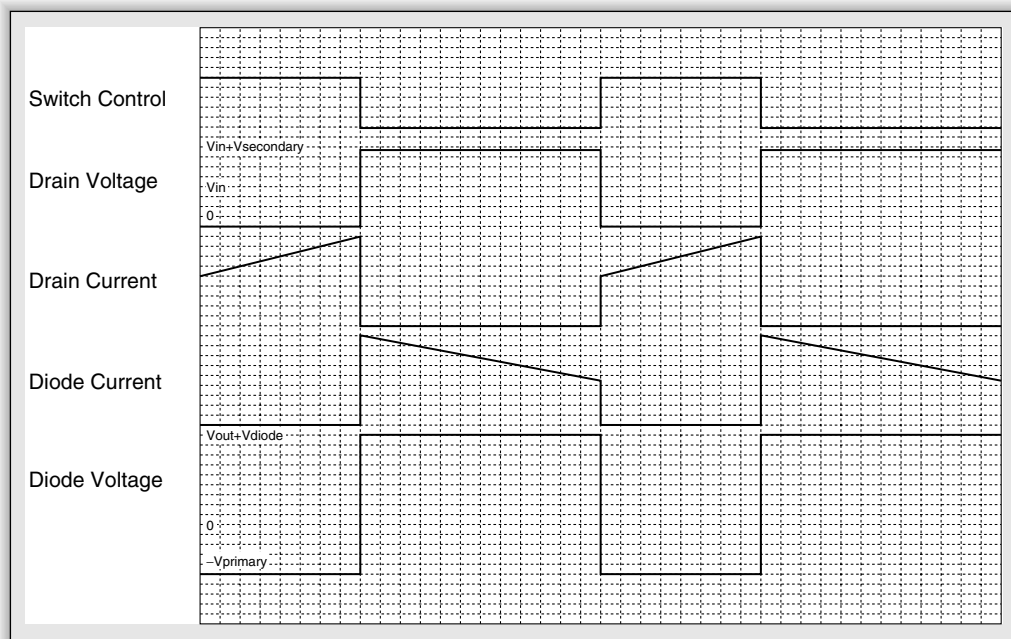 Switch Control
Vin+Vsecondary
Drain Voltage
Vin
0
Drain Current
Diode Current
Vout+Vdiode
Diode Voltage
0
–Vprimary